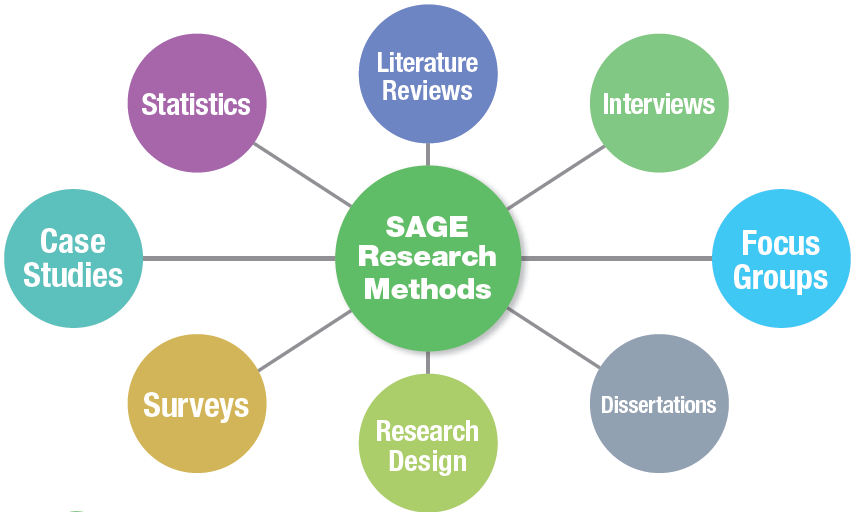 Literature
Reviews
Statistics
Interviews
SAGE
Research
Methods
Case
Studies
Focus
Groups
Surveys
Dissertations
Research
Design